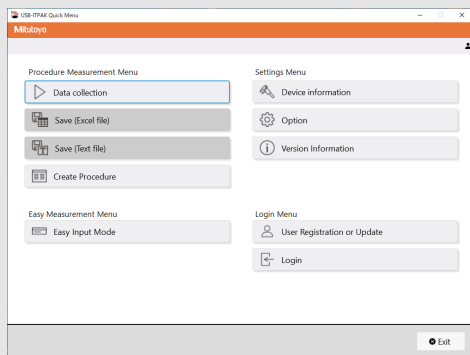 USB-ITPAK Quick Menu
Mitutoyo
Procedure Measurement Menu
Data collection
Save (Excel file)
Save (Text file)
Create Procedure
Easy Measurement Menu
Easy Input Mode
Settings Menu
Device information
Option
Version Information
Login Menu
User Registration or Update
Login
Exit